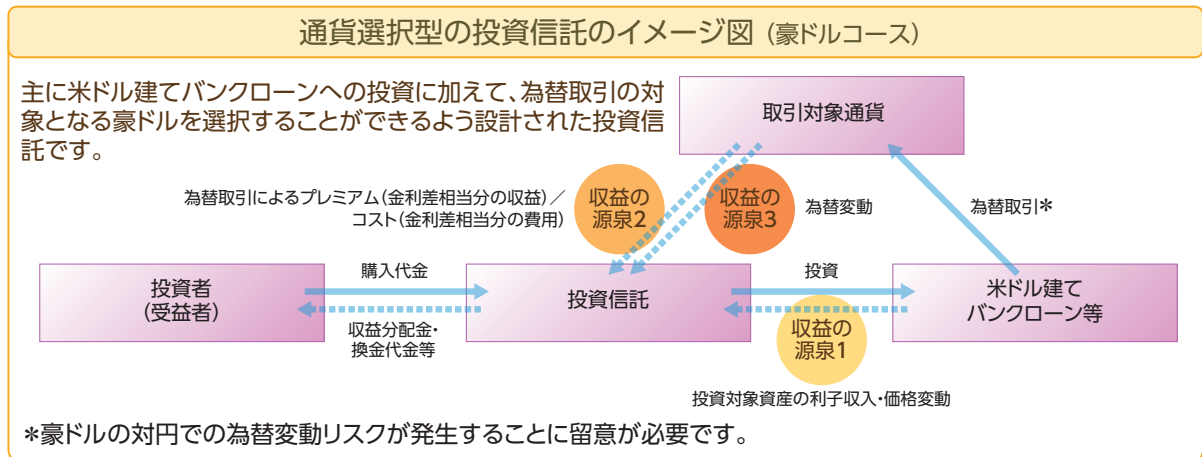 通貨選択型の投資信託のイメージ図（豪ドルコース）
主に米ドル建てバンクローンへの投資に加えて、為替取引の対
象となる豪ドルを選択することができるよう設計された投資信
託です。
取引対象通貨
為替取引によるプレミアム(金利差相当分の収益)／
コスト(金利差相当分の費用)
収益の
源泉2
収益の
源泉3
為替変動
為替取引＊
投資者
(受益者)
購入代金
収益分配金・
換金代金等
投資信託
投資
収益の
源泉1
米ドル建て
バンクローン等
投資対象資産の利子収入・価格変動
＊豪ドルの対円での為替変動リスクが発生することに留意が必要です。